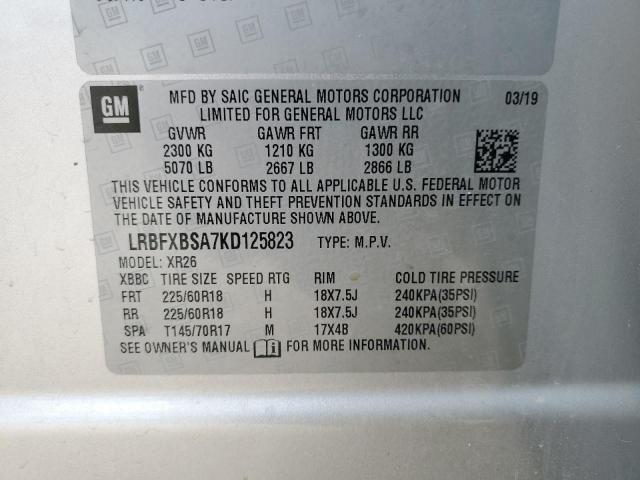 GM
MFD BY SAIC GENERAL MOTORS CORPORATION 03/19
LIMITED FOR GENERAL MOTORS LLC
GVWR GAWR FRT GAWR RR
2300 KG 1210 KG 1300 KG
5070 LB 2667 LB 2866 LB
THIS VEHICLE CONFORMS TO ALL APPLICABLE U.S. FEDERAL MOTOR
VEHICLE SAFETY AND THEFT PREVENTION STANDARDS IN EFFECT ON
THE DATE OF MANUFACTURE SHOWN ABOVE.
LRBFXBSA7KD125823 TYPE: M.P.V.
MODEL: XR26
XBBC TIRE SIZE SPEED RTG RIM COLD TIRE PRESSURE
FRT 225/60R18 H 18X7.5J 240KPA(35PSI)
RR 225/60R18 H 18X7.5J 240KPA(35PSI)
SPA T145/70R17 M 17X4B 420KPA(60PSI)
SEE OWNER'S MANUAL FOR MORE INFORMATION.